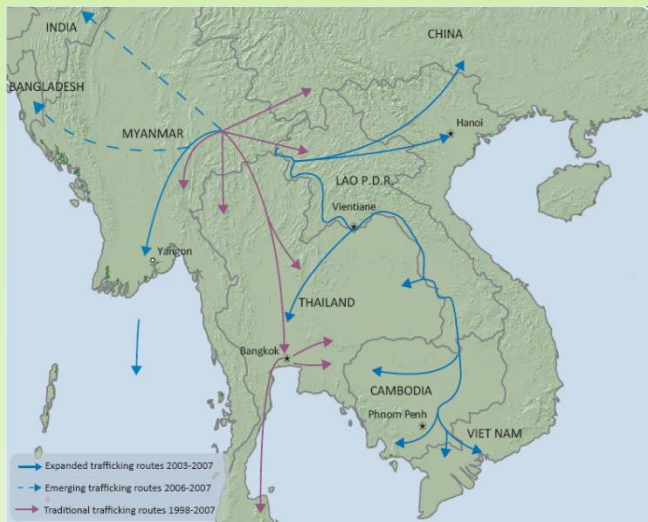 INDIA
CHINA
BANGLADESH
MYANMAR
Hanoi
LAO P.D.R.
Vientiane
Yangon
THAILAND
Bangkok
CAMBODIA
Phnom Penh
VIET NAM
Expanded trafficking routes 2003-2007
Emerging trafficking routes 2006-2007
Traditional trafficking routes 1998-2007